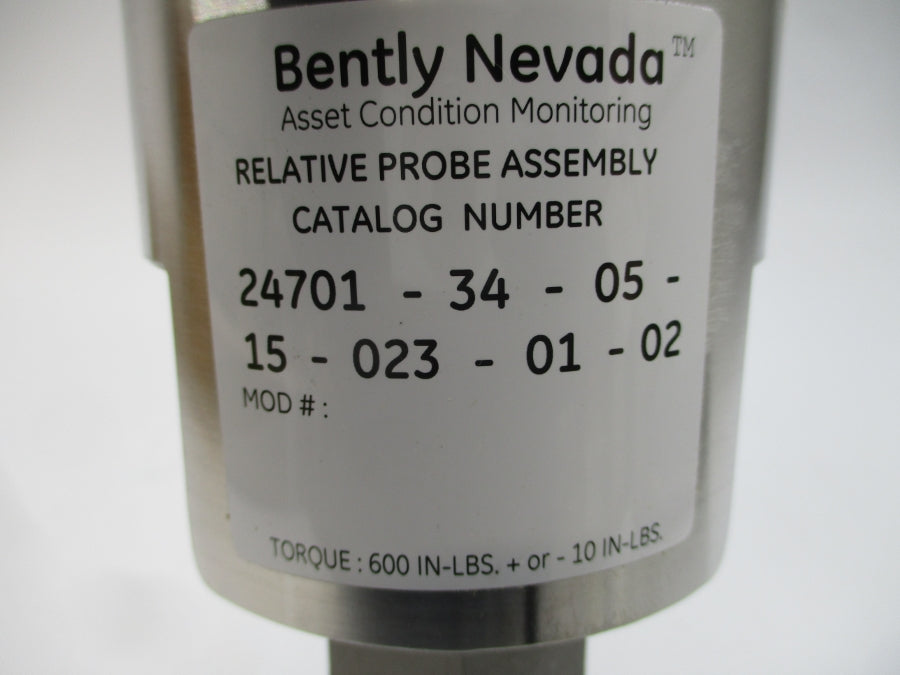 Bently Nevada™
Asset Condition Monitoring
RELATIVE PROBE ASSEMBLY
CATALOG NUMBER
24701 - 34 - 05 -
15 - 023 - 01 - 02
MOD # :
TORQUE : 600 IN-LBS. + or - 10 IN-LBS.